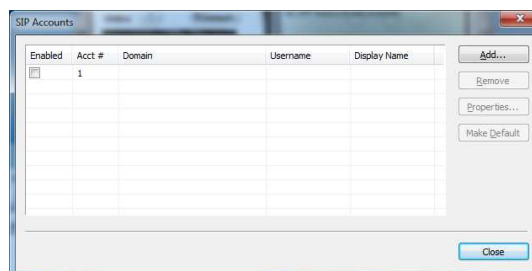 SIP Accounts
Enabled Acct # Domain Username Display Name
1
Add...
Remove
Properties...
Make Default
Close